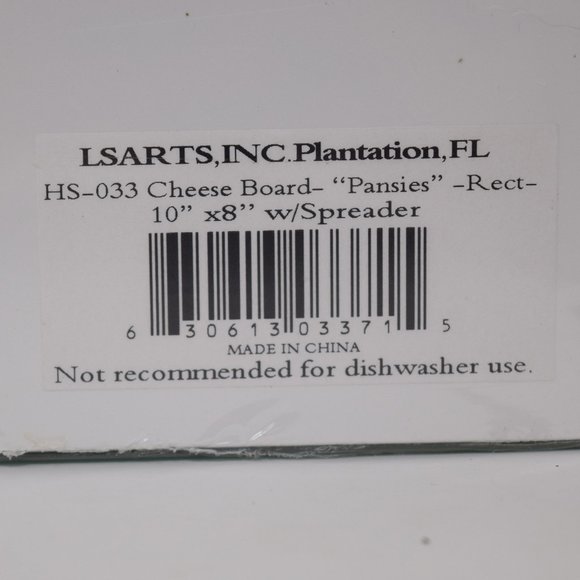 LSARTS,INC.Plantation,FL
HS-033 Cheese Board- “Pansies” -Rect-
10” x8” w/Spreader
6 30613 03371 5
MADE IN CHINA
Not recommended for dishwasher use.